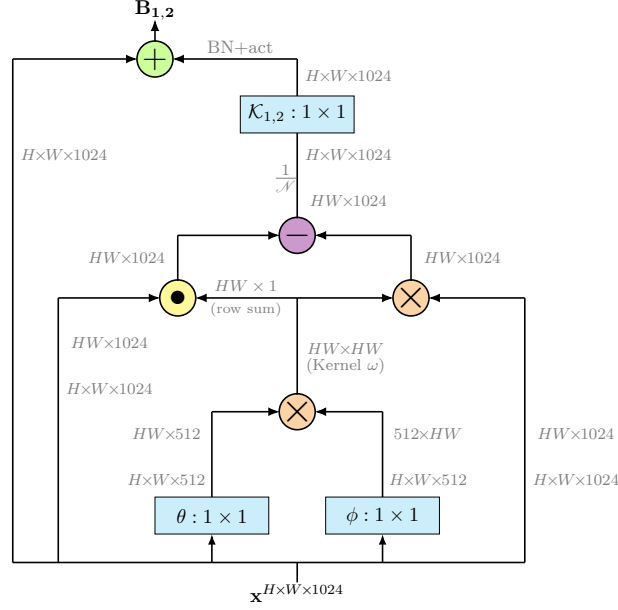 B₁,₂
BN+act
H×W×1024
𝒦₁,₂ : 1 × 1
H×W×1024
H×W×1024
1/𝒩
HW×1024
HW×1024
HW×1024
HW × 1
(row sum)
HW×1024
HW×HW
(Kernel ω)
H×W×1024
HW×512
512×HW
HW×1024
H×W×512
H×W×512
H×W×1024
θ : 1 × 1
ϕ : 1 × 1
x^{H×W×1024}